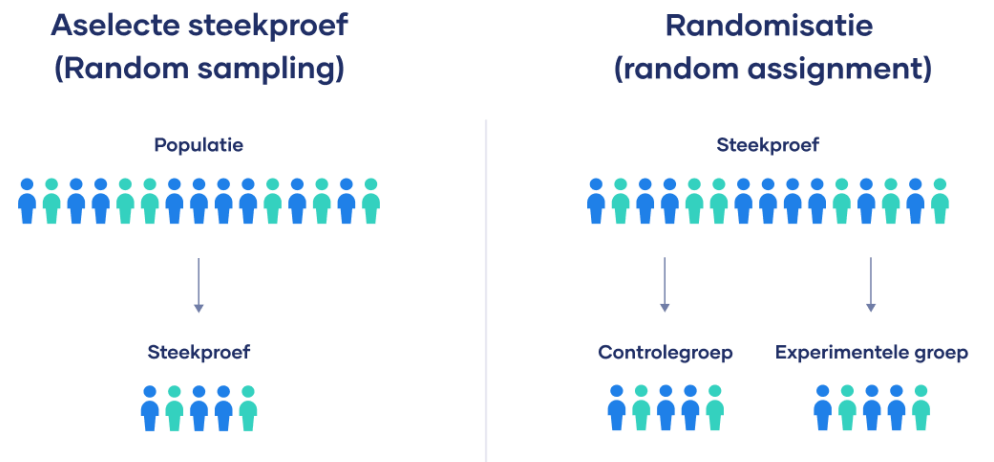 Aselecte steekproef
(Random sampling)
Populatie
Steekproef
Randomisatie
(random assignment)
Steekproef
Controlegroep
Experimentele groep